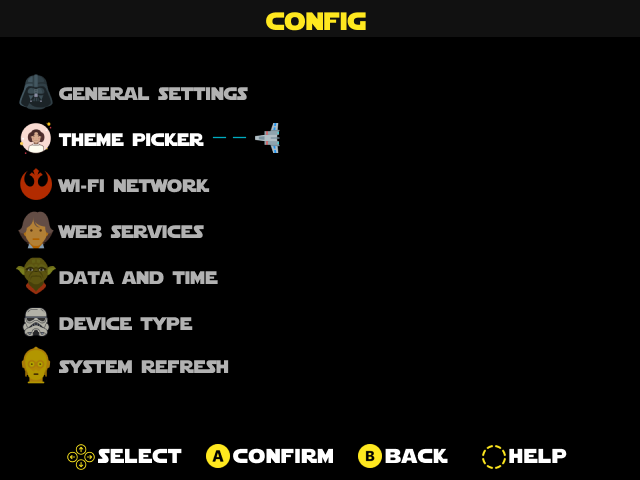 CONFIG
GENERAL SETTINGS
THEME PICKER
WI-FI NETWORK
WEB SERVICES
DATA AND TIME
DEVICE TYPE
SYSTEM REFRESH
SELECT A CONFIRM B BACK HELP